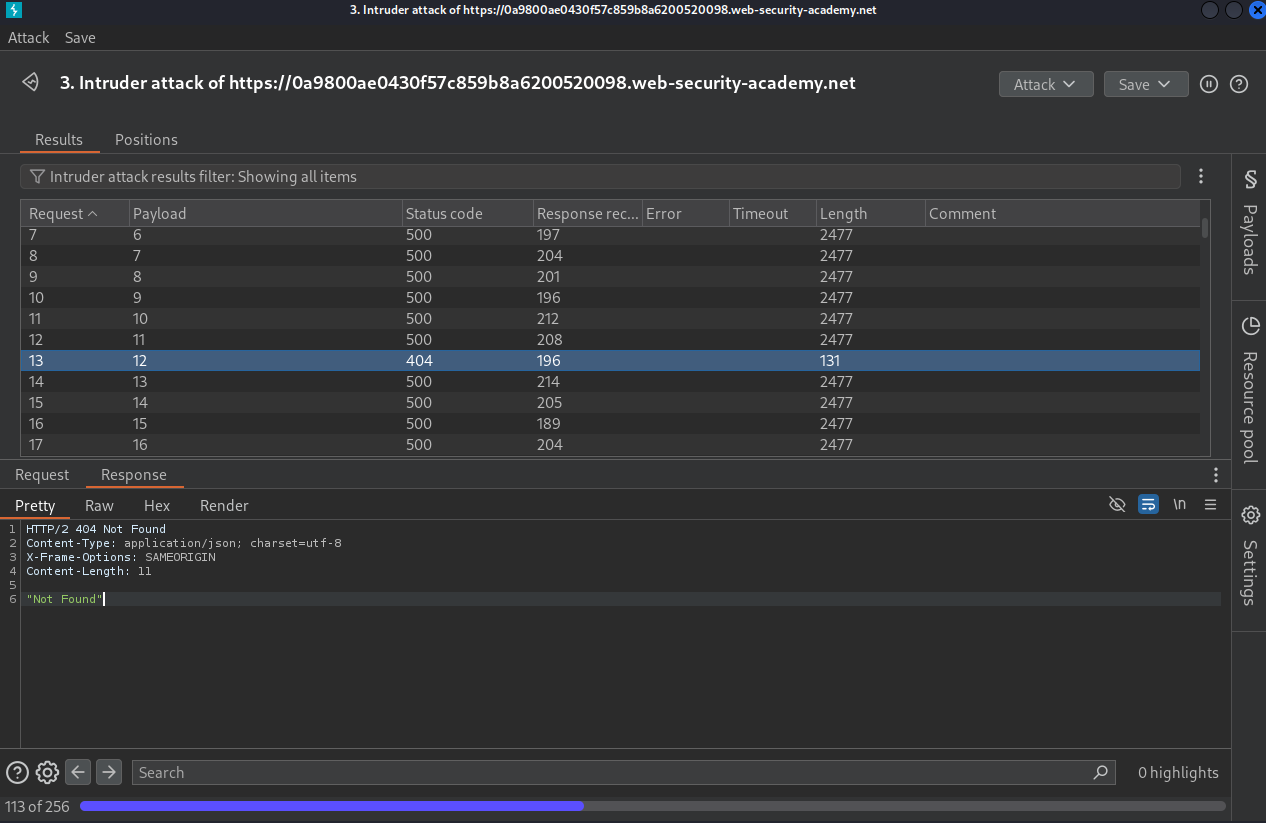 3. Intruder attack of https://0a9800ae0430f57c859b8a6200520098.web-security-academy.net
Attack Save
3. Intruder attack of https://0a9800ae0430f57c859b8a6200520098.web-security-academy.net
Attack Save
Results Positions
Intruder attack results filter: Showing all items
Request Payload Status code Response rec... Error Timeout Length Comment
7 6 500 197 2477
8 7 500 204 2477
9 8 500 201 2477
10 9 500 196 2477
11 10 500 212 2477
12 11 500 208 2477
13 12 404 196 131
14 13 500 214 2477
15 14 500 205 2477
16 15 500 189 2477
17 16 500 204 2477
Payloads
Resource pool
Settings
Request Response
Pretty Raw Hex Render \n
1 HTTP/2 404 Not Found
2 Content-Type: application/json; charset=utf-8
3 X-Frame-Options: SAMEORIGIN
4 Content-Length: 11
5
6 "Not Found"
Search 0 highlights
113 of 256